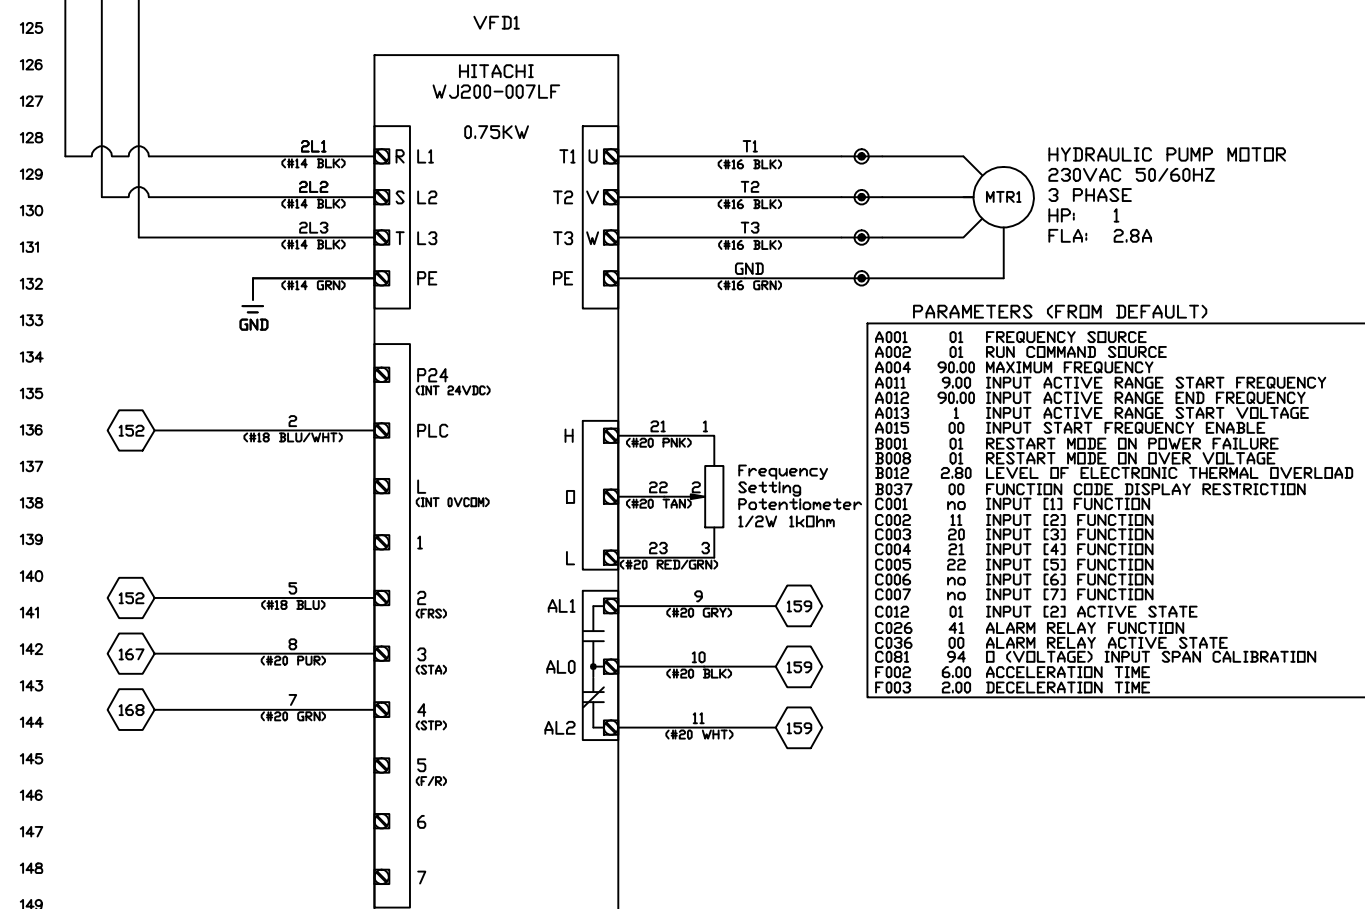 VFD1
HITACHI
WJ200-007LF
0.75KW
125
126
127
128
129
130
131
132
133
134
135
136
137
138
139
140
141
142
143
144
145
146
147
148
149
2L1
(#14 BLK)
R L1
2L2
(#14 BLK)
S L2
2L3
(#14 BLK)
T L3
(#14 GRN)
PE
GND
T1 U
T1
(#16 BLK)
T2 V
T2
(#16 BLK)
T3 W
T3
(#16 BLK)
PE
GND
(#16 GRN)
MTR1
HYDRAULIC PUMP MOTOR
230VAC 50/60HZ
3 PHASE
HP: 1
FLA: 2.8A
P24
(INT 24VDC)
152
2
(#18 BLU/WHT)
PLC
L
(INT 0VCOM)
1
152
5
(#18 BLU)
2
(FRS)
167
8
(#20 PUR)
3
(STA)
168
7
(#20 GRN)
4
(STP)
5
(F/R)
6
7
H
21 1
(#20 PNK)
O
22 2
(#20 TAN)
L
23 3
(#20 RED/GRN)
Frequency
Setting
Potentiometer
1/2W 1kOhm
AL1
9
(#20 GRY)
159
AL0
10
(#20 BLK)
159
AL2
11
(#20 WHT)
159
PARAMETERS (FROM DEFAULT)
A001 01 FREQUENCY SOURCE
A002 01 RUN COMMAND SOURCE
A004 90.00 MAXIMUM FREQUENCY
A011 9.00 INPUT ACTIVE RANGE START FREQUENCY
A012 90.00 INPUT ACTIVE RANGE END FREQUENCY
A013 1 INPUT ACTIVE RANGE START VOLTAGE
A015 00 INPUT START FREQUENCY ENABLE
B001 01 RESTART MODE ON POWER FAILURE
B008 01 RESTART MODE ON OVER VOLTAGE
B012 2.80 LEVEL OF ELECTRONIC THERMAL OVERLOAD
B037 00 FUNCTION CODE DISPLAY RESTRICTION
C001 no INPUT [1] FUNCTION
C002 11 INPUT [2] FUNCTION
C003 20 INPUT [3] FUNCTION
C004 21 INPUT [4] FUNCTION
C005 22 INPUT [5] FUNCTION
C006 no INPUT [6] FUNCTION
C007 no INPUT [7] FUNCTION
C012 01 INPUT [2] ACTIVE STATE
C026 41 ALARM RELAY FUNCTION
C036 00 ALARM RELAY ACTIVE STATE
C081 94 O (VOLTAGE) INPUT SPAN CALIBRATION
F002 6.00 ACCELERATION TIME
F003 2.00 DECELERATION TIME